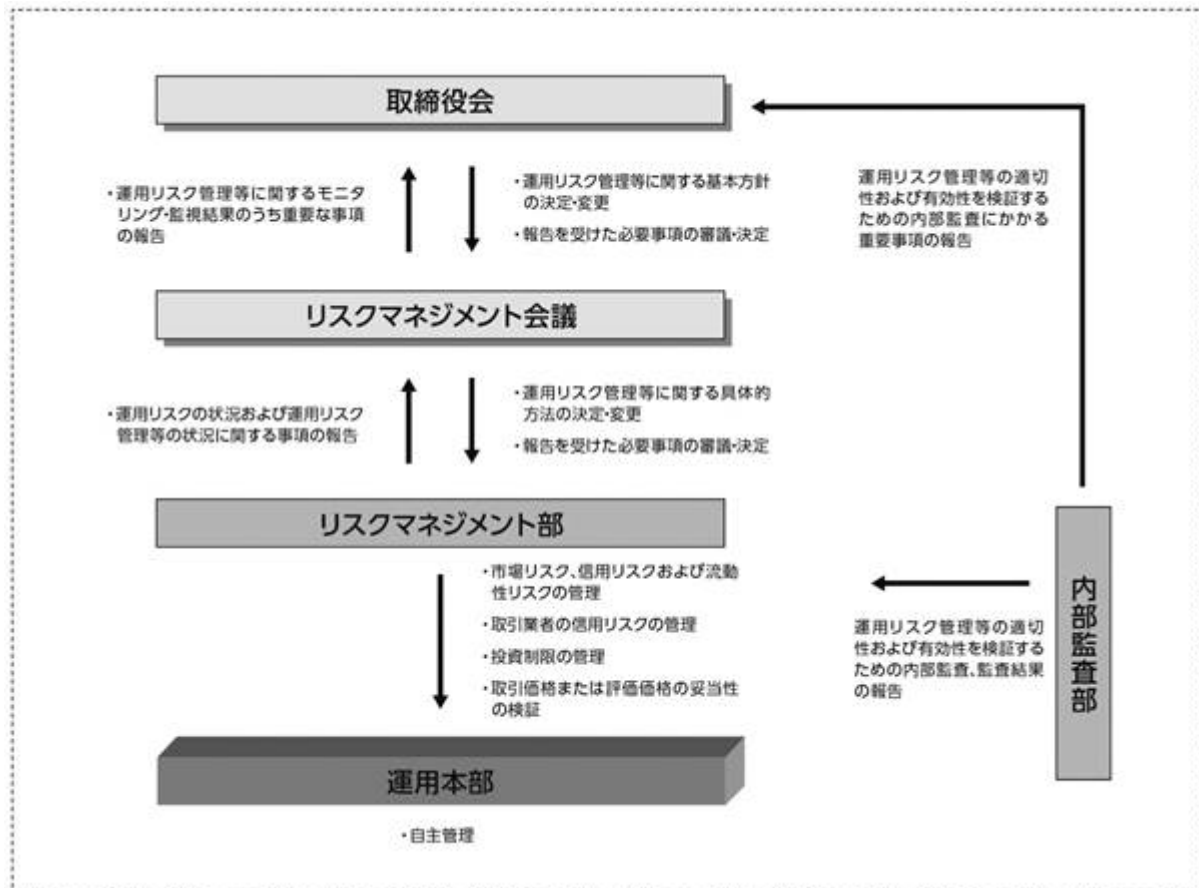 取締役会
・運用リスク管理等に関するモニタ
リング・監視結果のうち重要な事項
の報告
・運用リスク管理等に関する基本方針
の決定・変更
・報告を受けた必要事項の審議・決定
運用リスク管理等の適切
性および有効性を検証する
ための内部監査にかかる
重要事項の報告
リスクマネジメント会議
・運用リスクの状況および運用リスク
管理等の状況に関する事項の報告
・運用リスク管理等に関する具体的
方法の決定・変更
・報告を受けた必要事項の審議・決定
リスクマネジメント部
・市場リスク、信用リスクおよび流動
性リスクの管理
・取引業者の信用リスクの管理
・投資制限の管理
・取引価格または評価価格の妥当性
の検証
運用リスク管理等の適切
性および有効性を検証する
ための内部監査、監査結果
の報告
内部監査部
運用本部
・自主管理